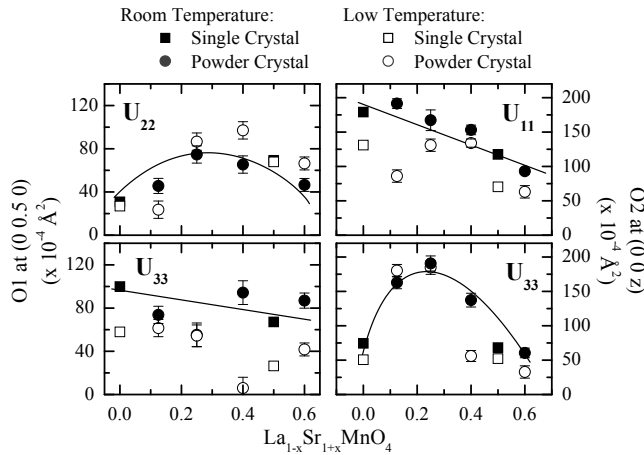 Room Temperature: Low Temperature:
■ Single Crystal □ Single Crystal
● Powder Crystal ○ Powder Crystal
O1 at (0 0.5 0)
(x 10⁻⁴ Å²)
120
80
40
0
U₂₂
U₁₁
200
150
100
50
0
O2 at (0 0 z)
(x 10⁻⁴ Å²)
120
80
40
0
U₃₃
U₃₃
200
150
100
50
0
0.0 0.2 0.4 0.6 0.0 0.2 0.4 0.6
La₁₋ₓSr₁₊ₓMnO₄